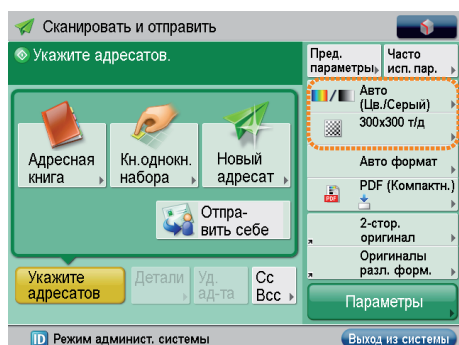 Сканировать и отправить
Укажите адресатов.
Пред.
параметры
Часто
исп. пар.
Авто
(Цв./Серый)
300x300 т/д
Авто формат
PDF (Компактн.)
PDF
2-стор.
оригинал
Оригиналы
разл. форм.
Параметры
Адресная
книга
Кн.однокн.
набора
Новый
адресат
Отпра-
вить себе
Укажите
адресатов
Детали
Уд.
ад-та
Cc
Bcc
ID Режим админист. системы
Выход из системы